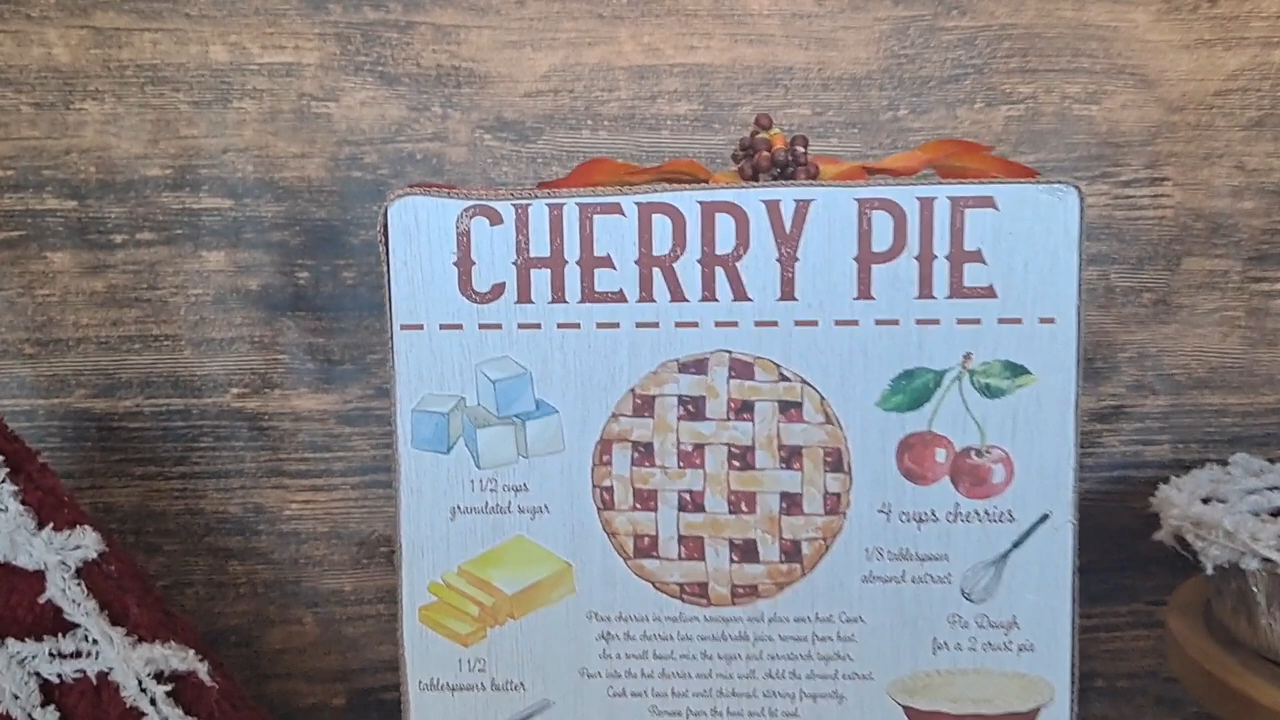 CHERRY PIE
1 1/2 cups
granulated sugar
4 cups cherries
1/8 tablespoon
almond extract
Pie Dough
for a 2 crust pie
1 1/2
tablespoons butter
Place cherries in medium saucepan and place over heat. Cover.
After the cherries lose considerable juice, remove from heat.
In a small bowl, mix the sugar and cornstarch together.
Pour into the hot cherries and mix well. Add the almond extract.
Cook over low heat until thickened, stirring frequently.
Remove from the heat and let cool.